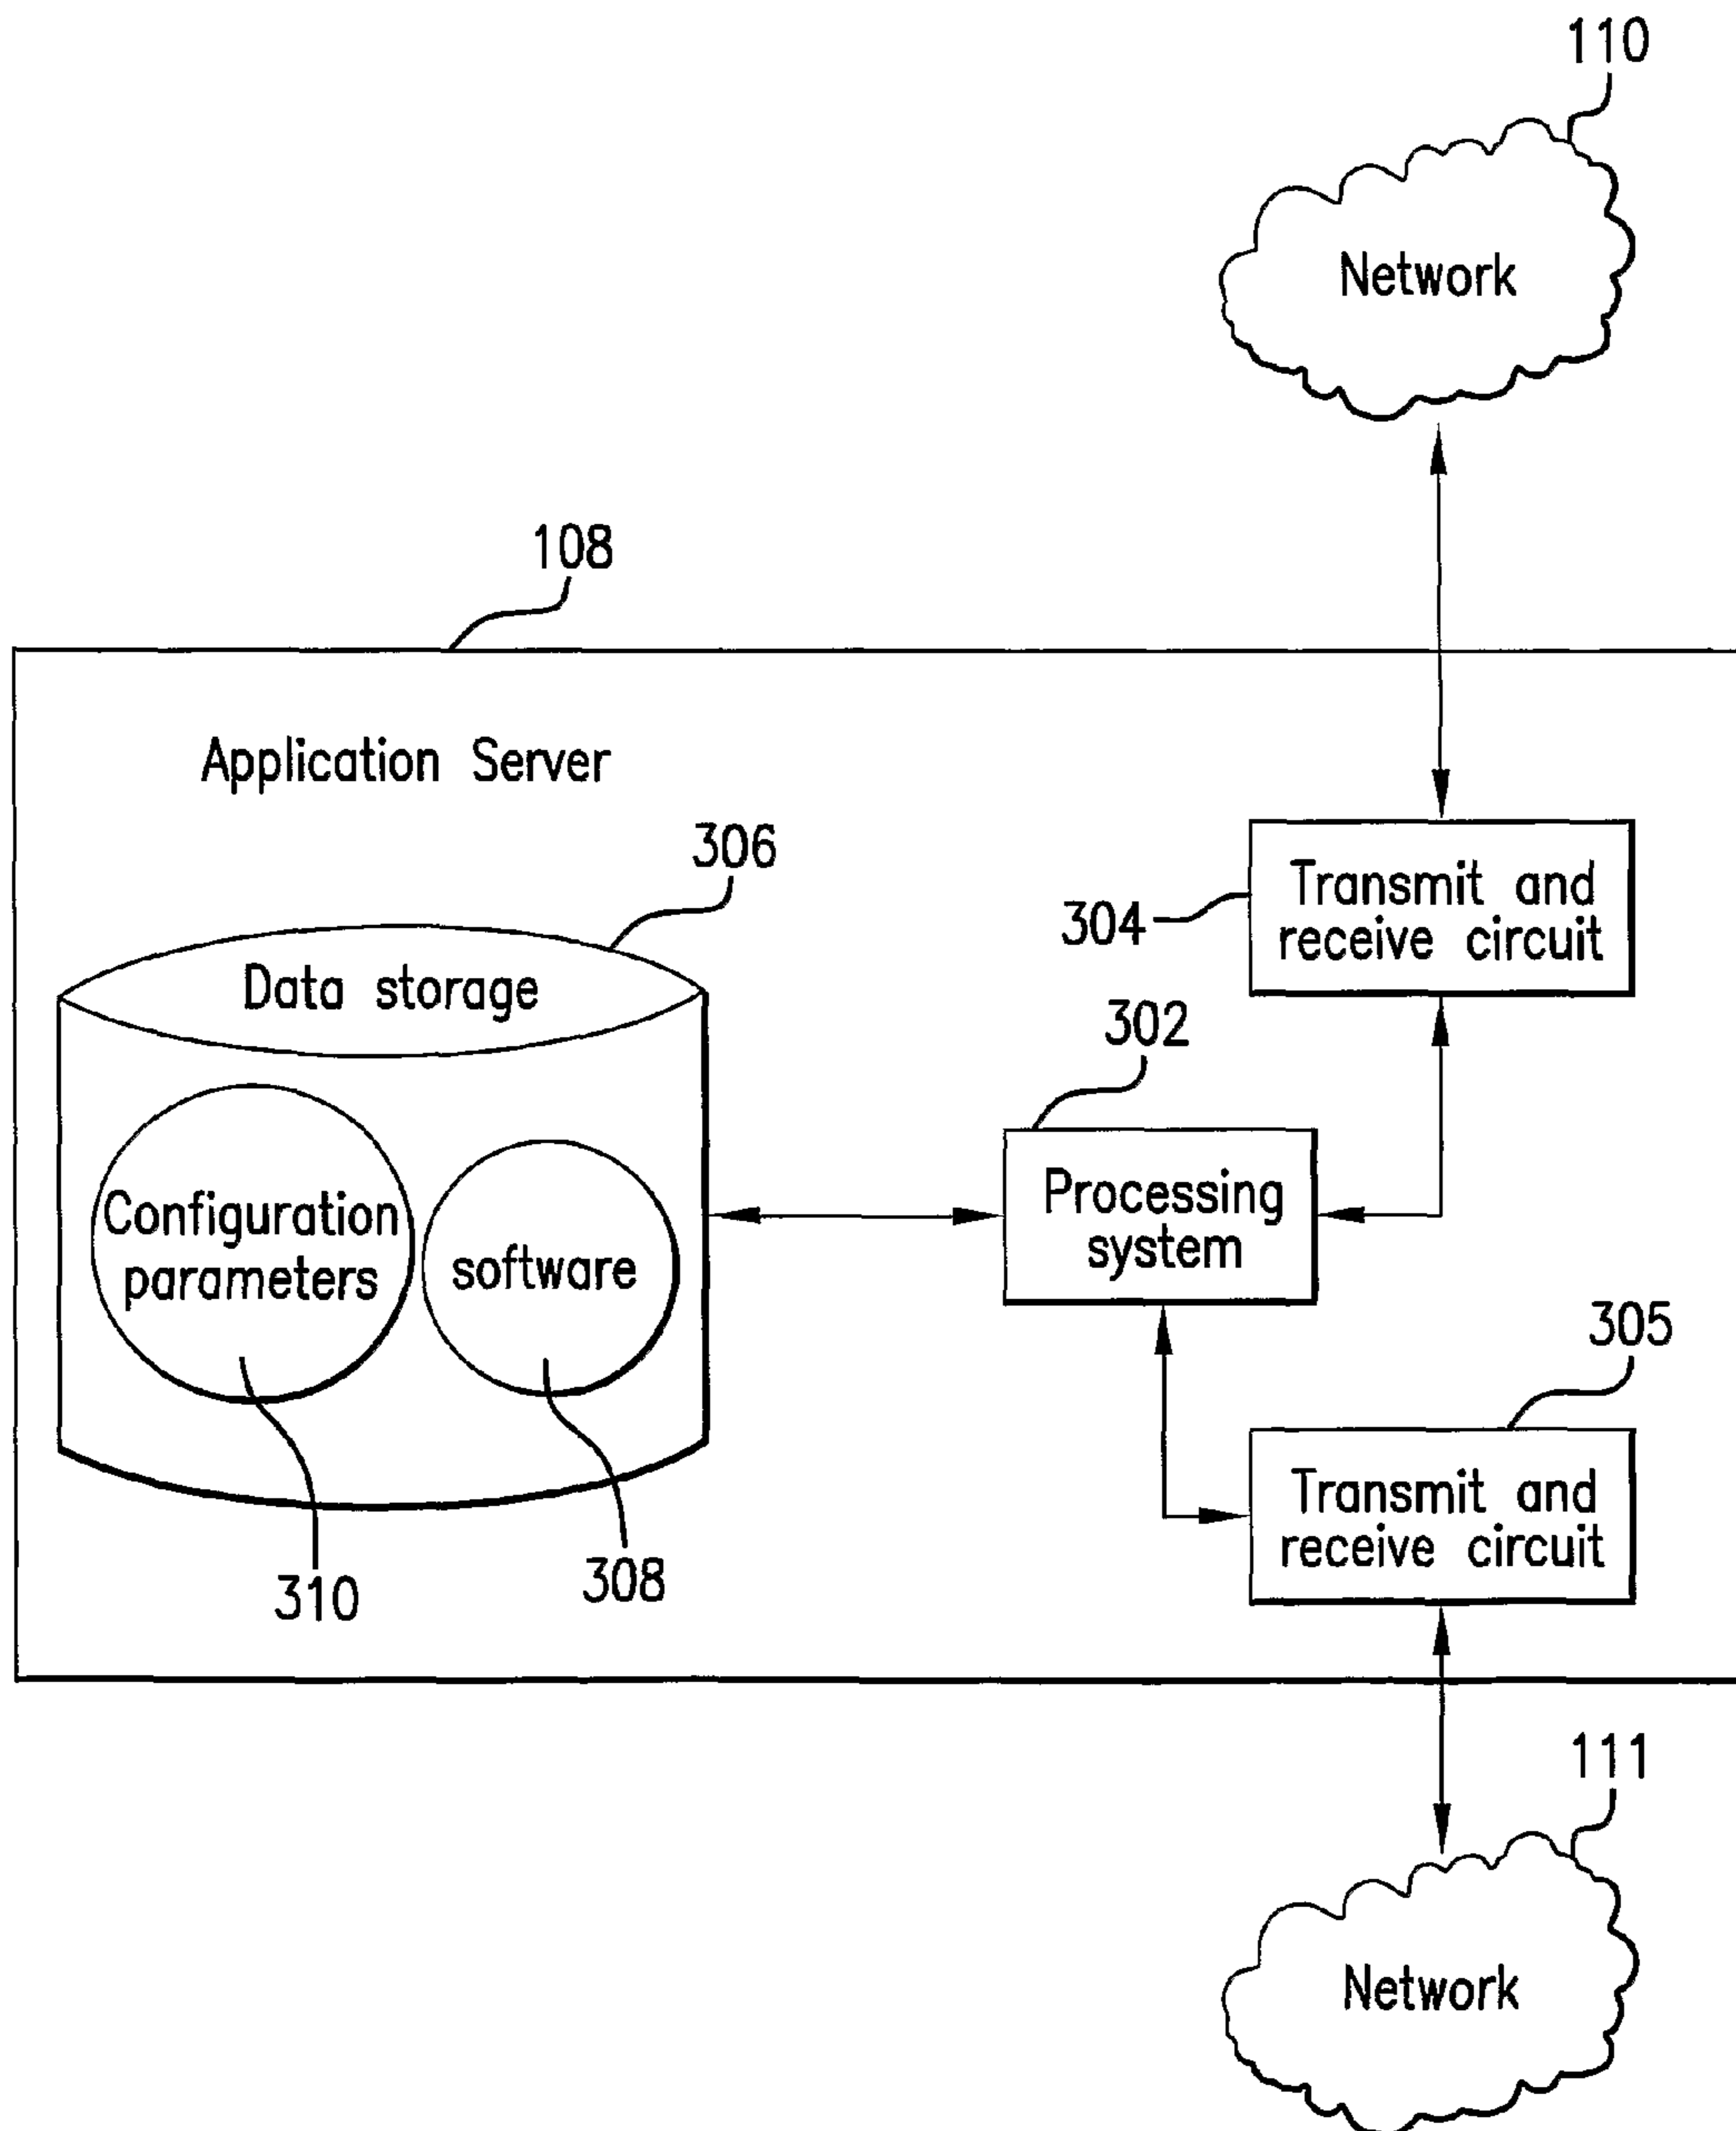 110
Network
108
Application Server
306
Data storage
304
Transmit and
receive circuit
302
Configuration
parameters
software
Processing
system
305
Transmit and
receive circuit
310
308
111
Network